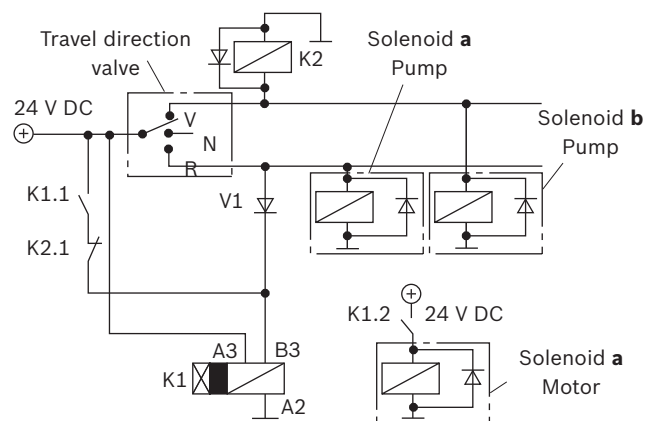 Travel direction
valve
K2
Solenoid a
Pump
24 V DC
V
N
R
Solenoid b
Pump
K1.1
V1
K2.1
K1.2
24 V DC
A3
B3
K1
A2
Solenoid a
Motor